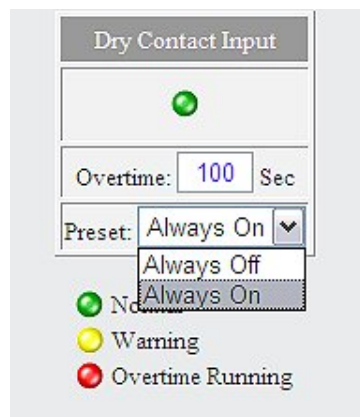 Dry Contact Input
Overtime: 100 Sec
Preset: Always On
Always Off
Always On
Warning
Overtime Running